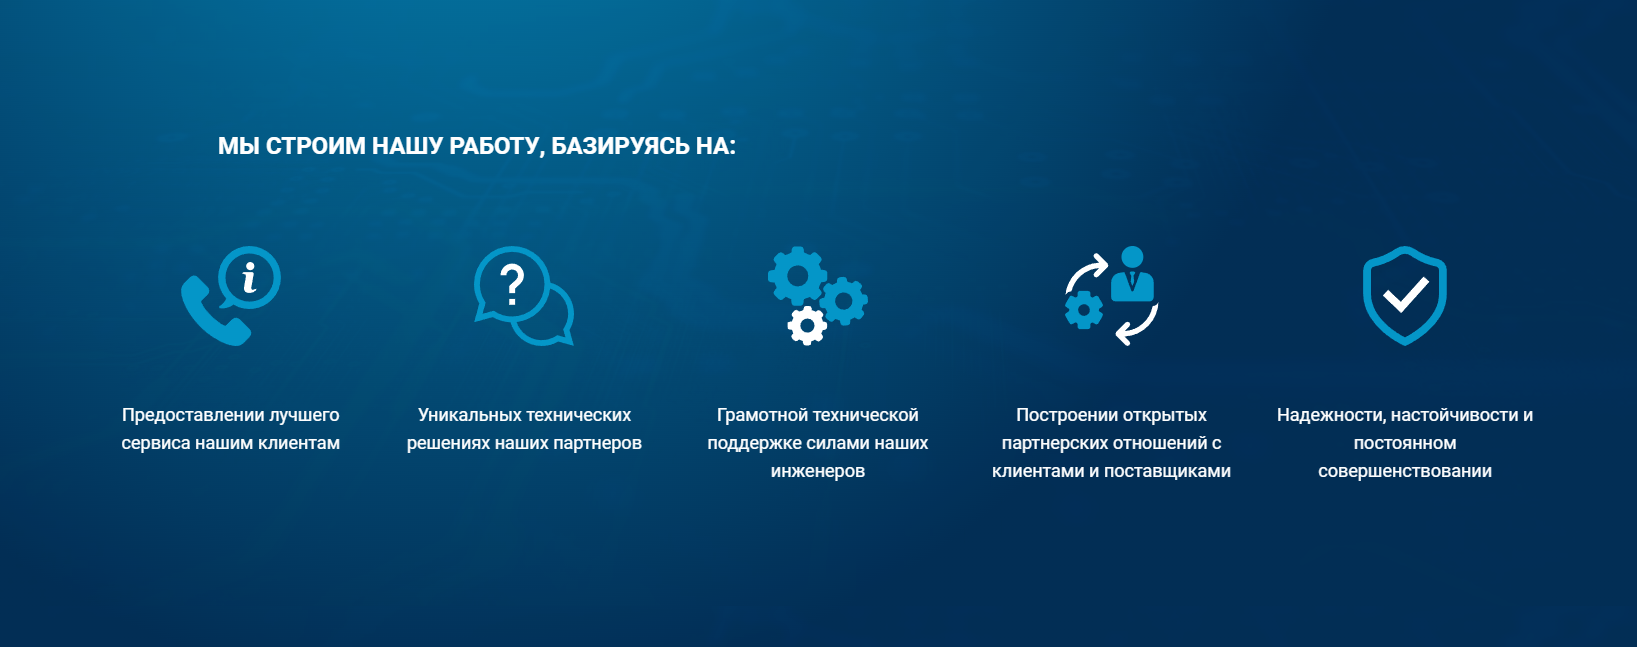 МЫ СТРОИМ НАШУ РАБОТУ, БАЗИРУЯСЬ НА:
Предоставлении лучшего
сервиса нашим клиентам
Уникальных технических
решениях наших партнеров
Грамотной технической
поддержке силами наших
инженеров
Построении открытых
партнерских отношений с
клиентами и поставщиками
Надежности, настойчивости и
постоянном
совершенствовании